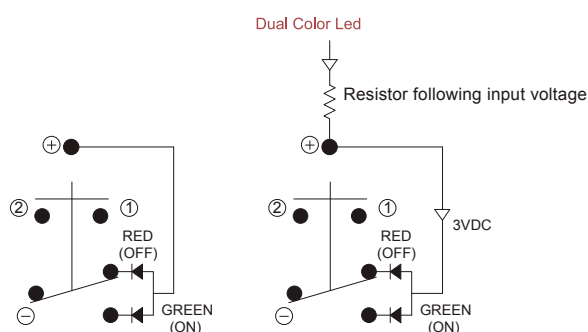 Dual Color Led
Resistor following input voltage
+
②
①
RED
(OFF)
−
GREEN
(ON)
+
②
①
3VDC
RED
(OFF)
−
GREEN
(ON)